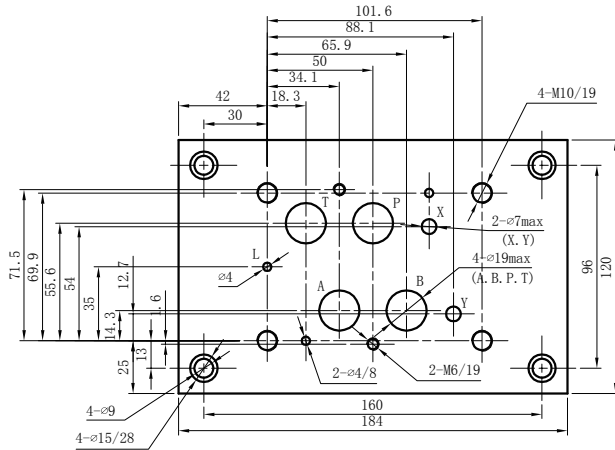 101.6
88.1
65.9
50
34.1
42
18.3
4-M10/19
30
T
P
X
2-⌀7max
(X.Y)
L
⌀4
4-⌀19max
(A.B.P.T)
A
B
Y
71.5
69.9
55.6
54
35
12.7
14.3
1.6
25
13
96
120
2-⌀4/8
2-M6/19
4-⌀9
4-⌀15/28
160
184